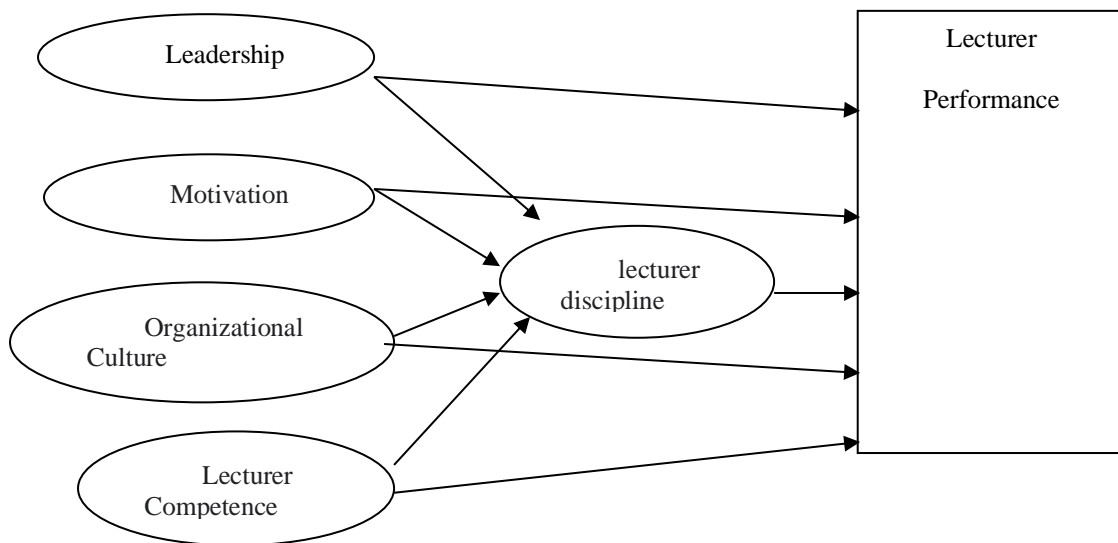 Leadership
Lecturer
Performance
Motivation
lecturer
discipline
Organizational
Culture
Lecturer
Competence